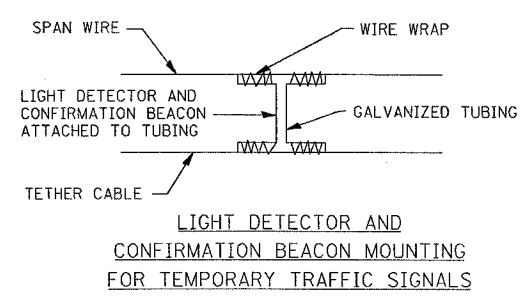 SPAN WIRE
WIRE WRAP
LIGHT DETECTOR AND
CONFIRMATION BEACON
ATTACHED TO TUBING
GALVANIZED TUBING
TETHER CABLE
LIGHT DETECTOR AND
CONFIRMATION BEACON MOUNTING
FOR TEMPORARY TRAFFIC SIGNALS